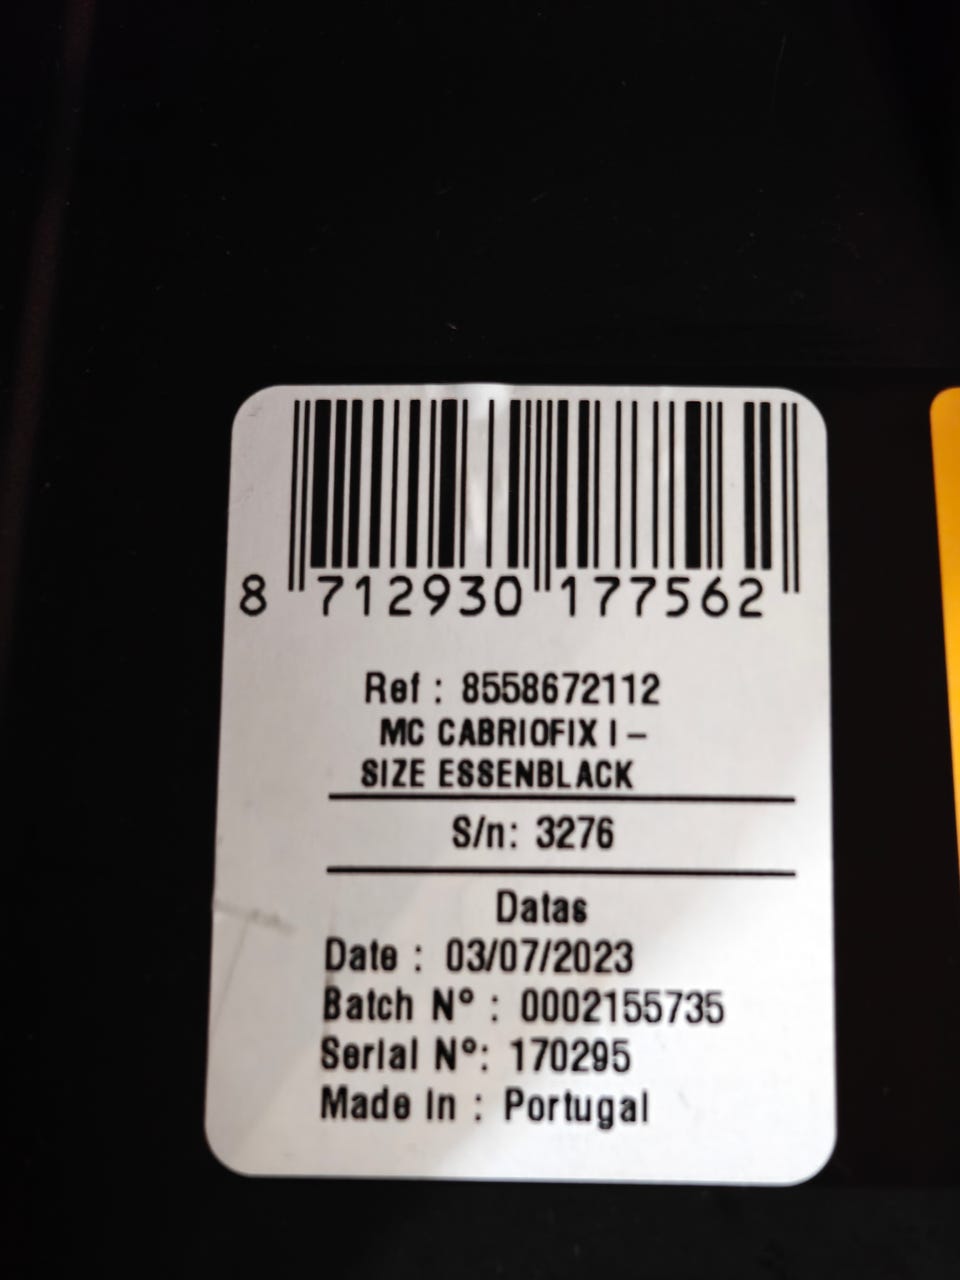 8 712930 177562
Ref : 8558672112
MC CABRIOFIX I –
SIZE ESSENBLACK
S/n: 3276
Datas
Date : 03/07/2023
Batch N° : 0002155735
Serial N°: 170295
Made in : Portugal